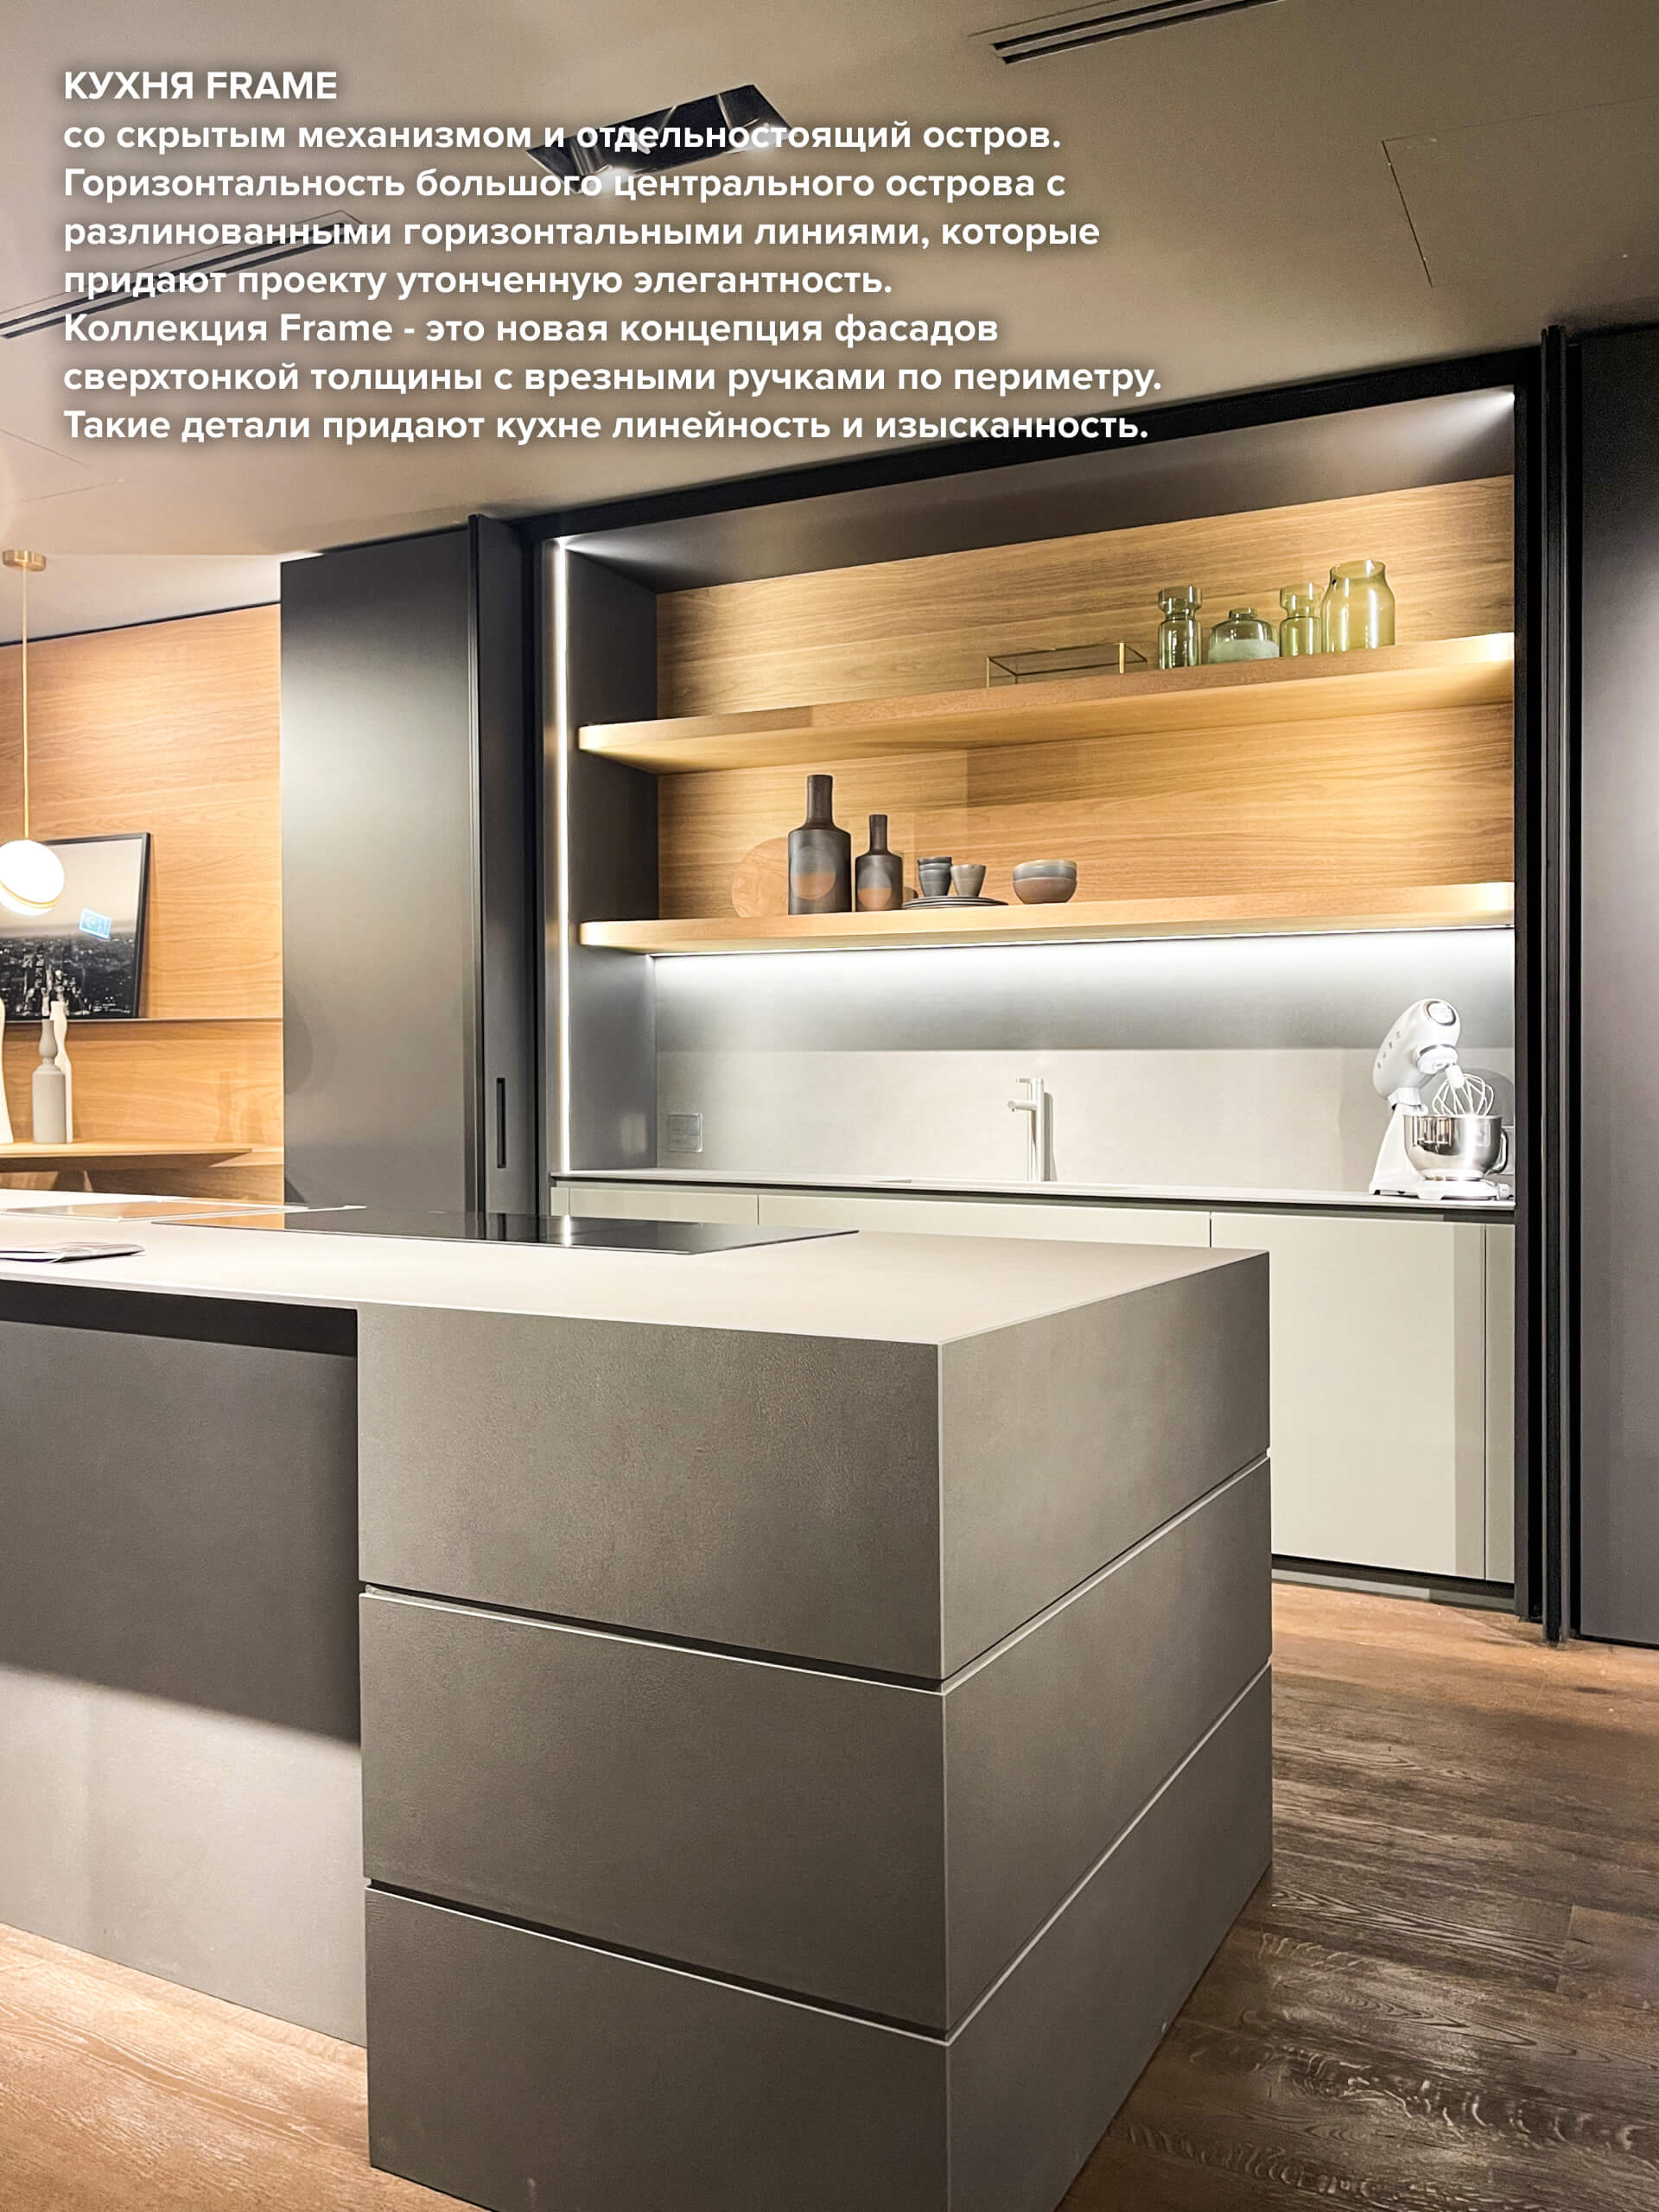 КУХНЯ FRAME
со скрытым механизмом и отдельностоящий остров.
Горизонтальность большого центрального острова с
разлинованными горизонтальными линиями, которые
придают проекту утонченную элегантность.
Коллекция Frame - это новая концепция фасадов
сверхтонкой толщины с врезными ручками по периметру.
Такие детали придают кухне линейность и изысканность.